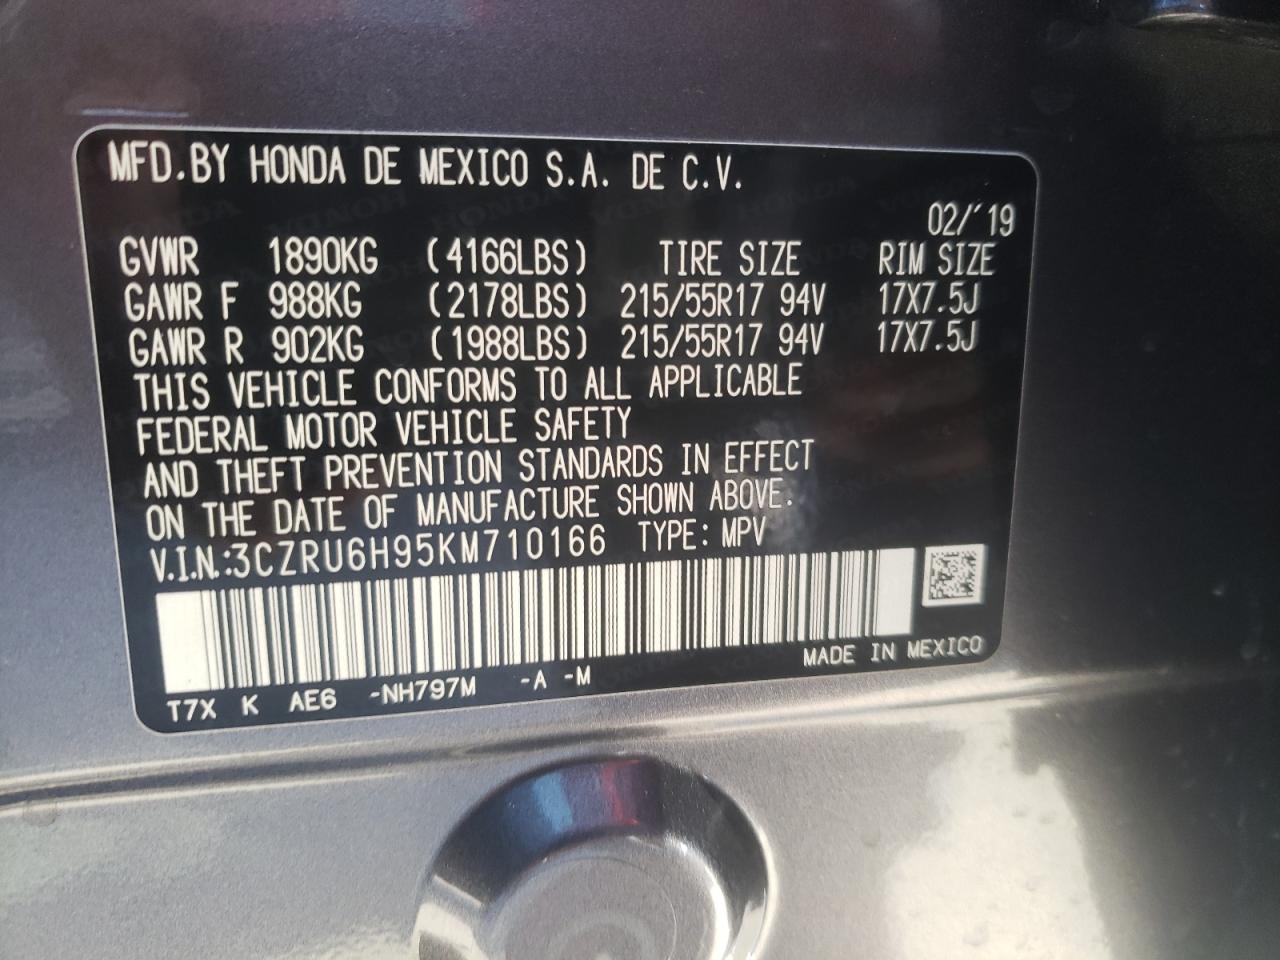 MFD.BY HONDA DE MEXICO S.A. DE C.V.
02/'19
GVWR 1890KG (4166LBS) TIRE SIZE RIM SIZE
GAWR F 988KG (2178LBS) 215/55R17 94V 17X7.5J
GAWR R 902KG (1988LBS) 215/55R17 94V 17X7.5J
THIS VEHICLE CONFORMS TO ALL APPLICABLE
FEDERAL MOTOR VEHICLE SAFETY
AND THEFT PREVENTION STANDARDS IN EFFECT
ON THE DATE OF MANUFACTURE SHOWN ABOVE.
V.I.N.:3CZRU6H95KM710166 TYPE: MPV
MADE IN MEXICO
T7X K AE6 -NH797M -A -M